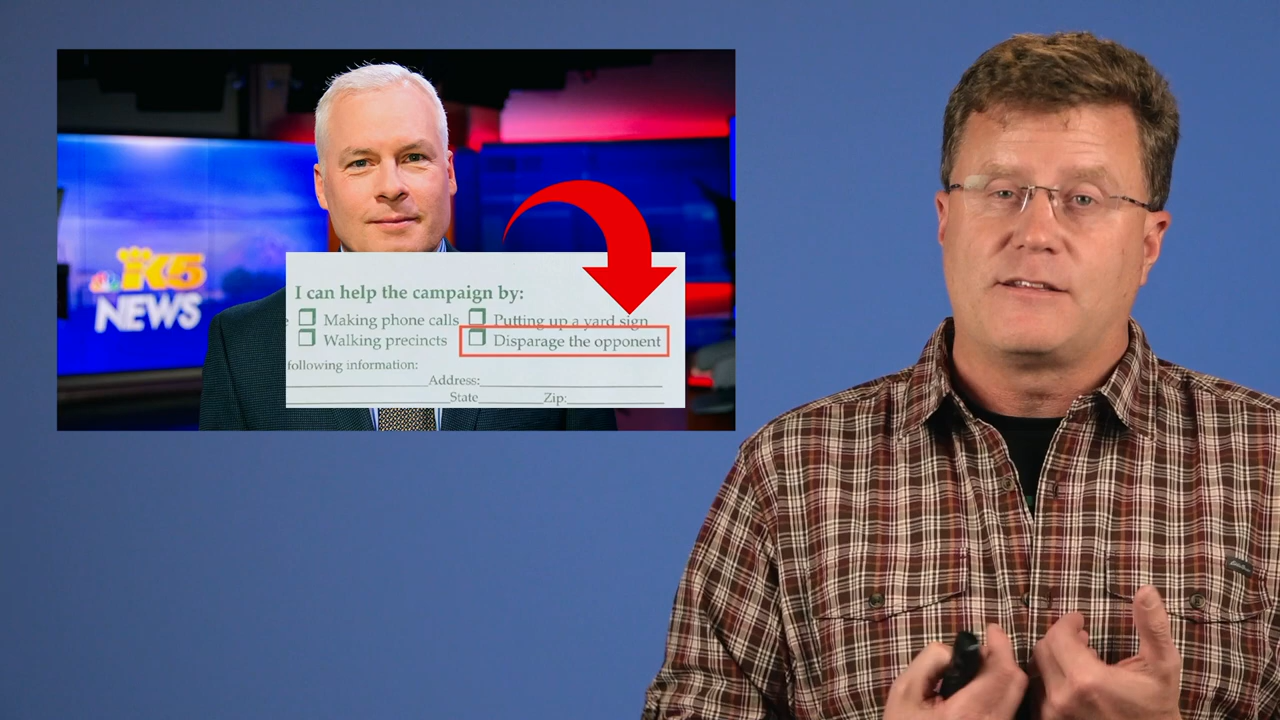 K5
NEWS
I can help the campaign by:
Making phone calls Putting up a yard sign
Walking precincts Disparage the opponent
following information:
Address:
State Zip: